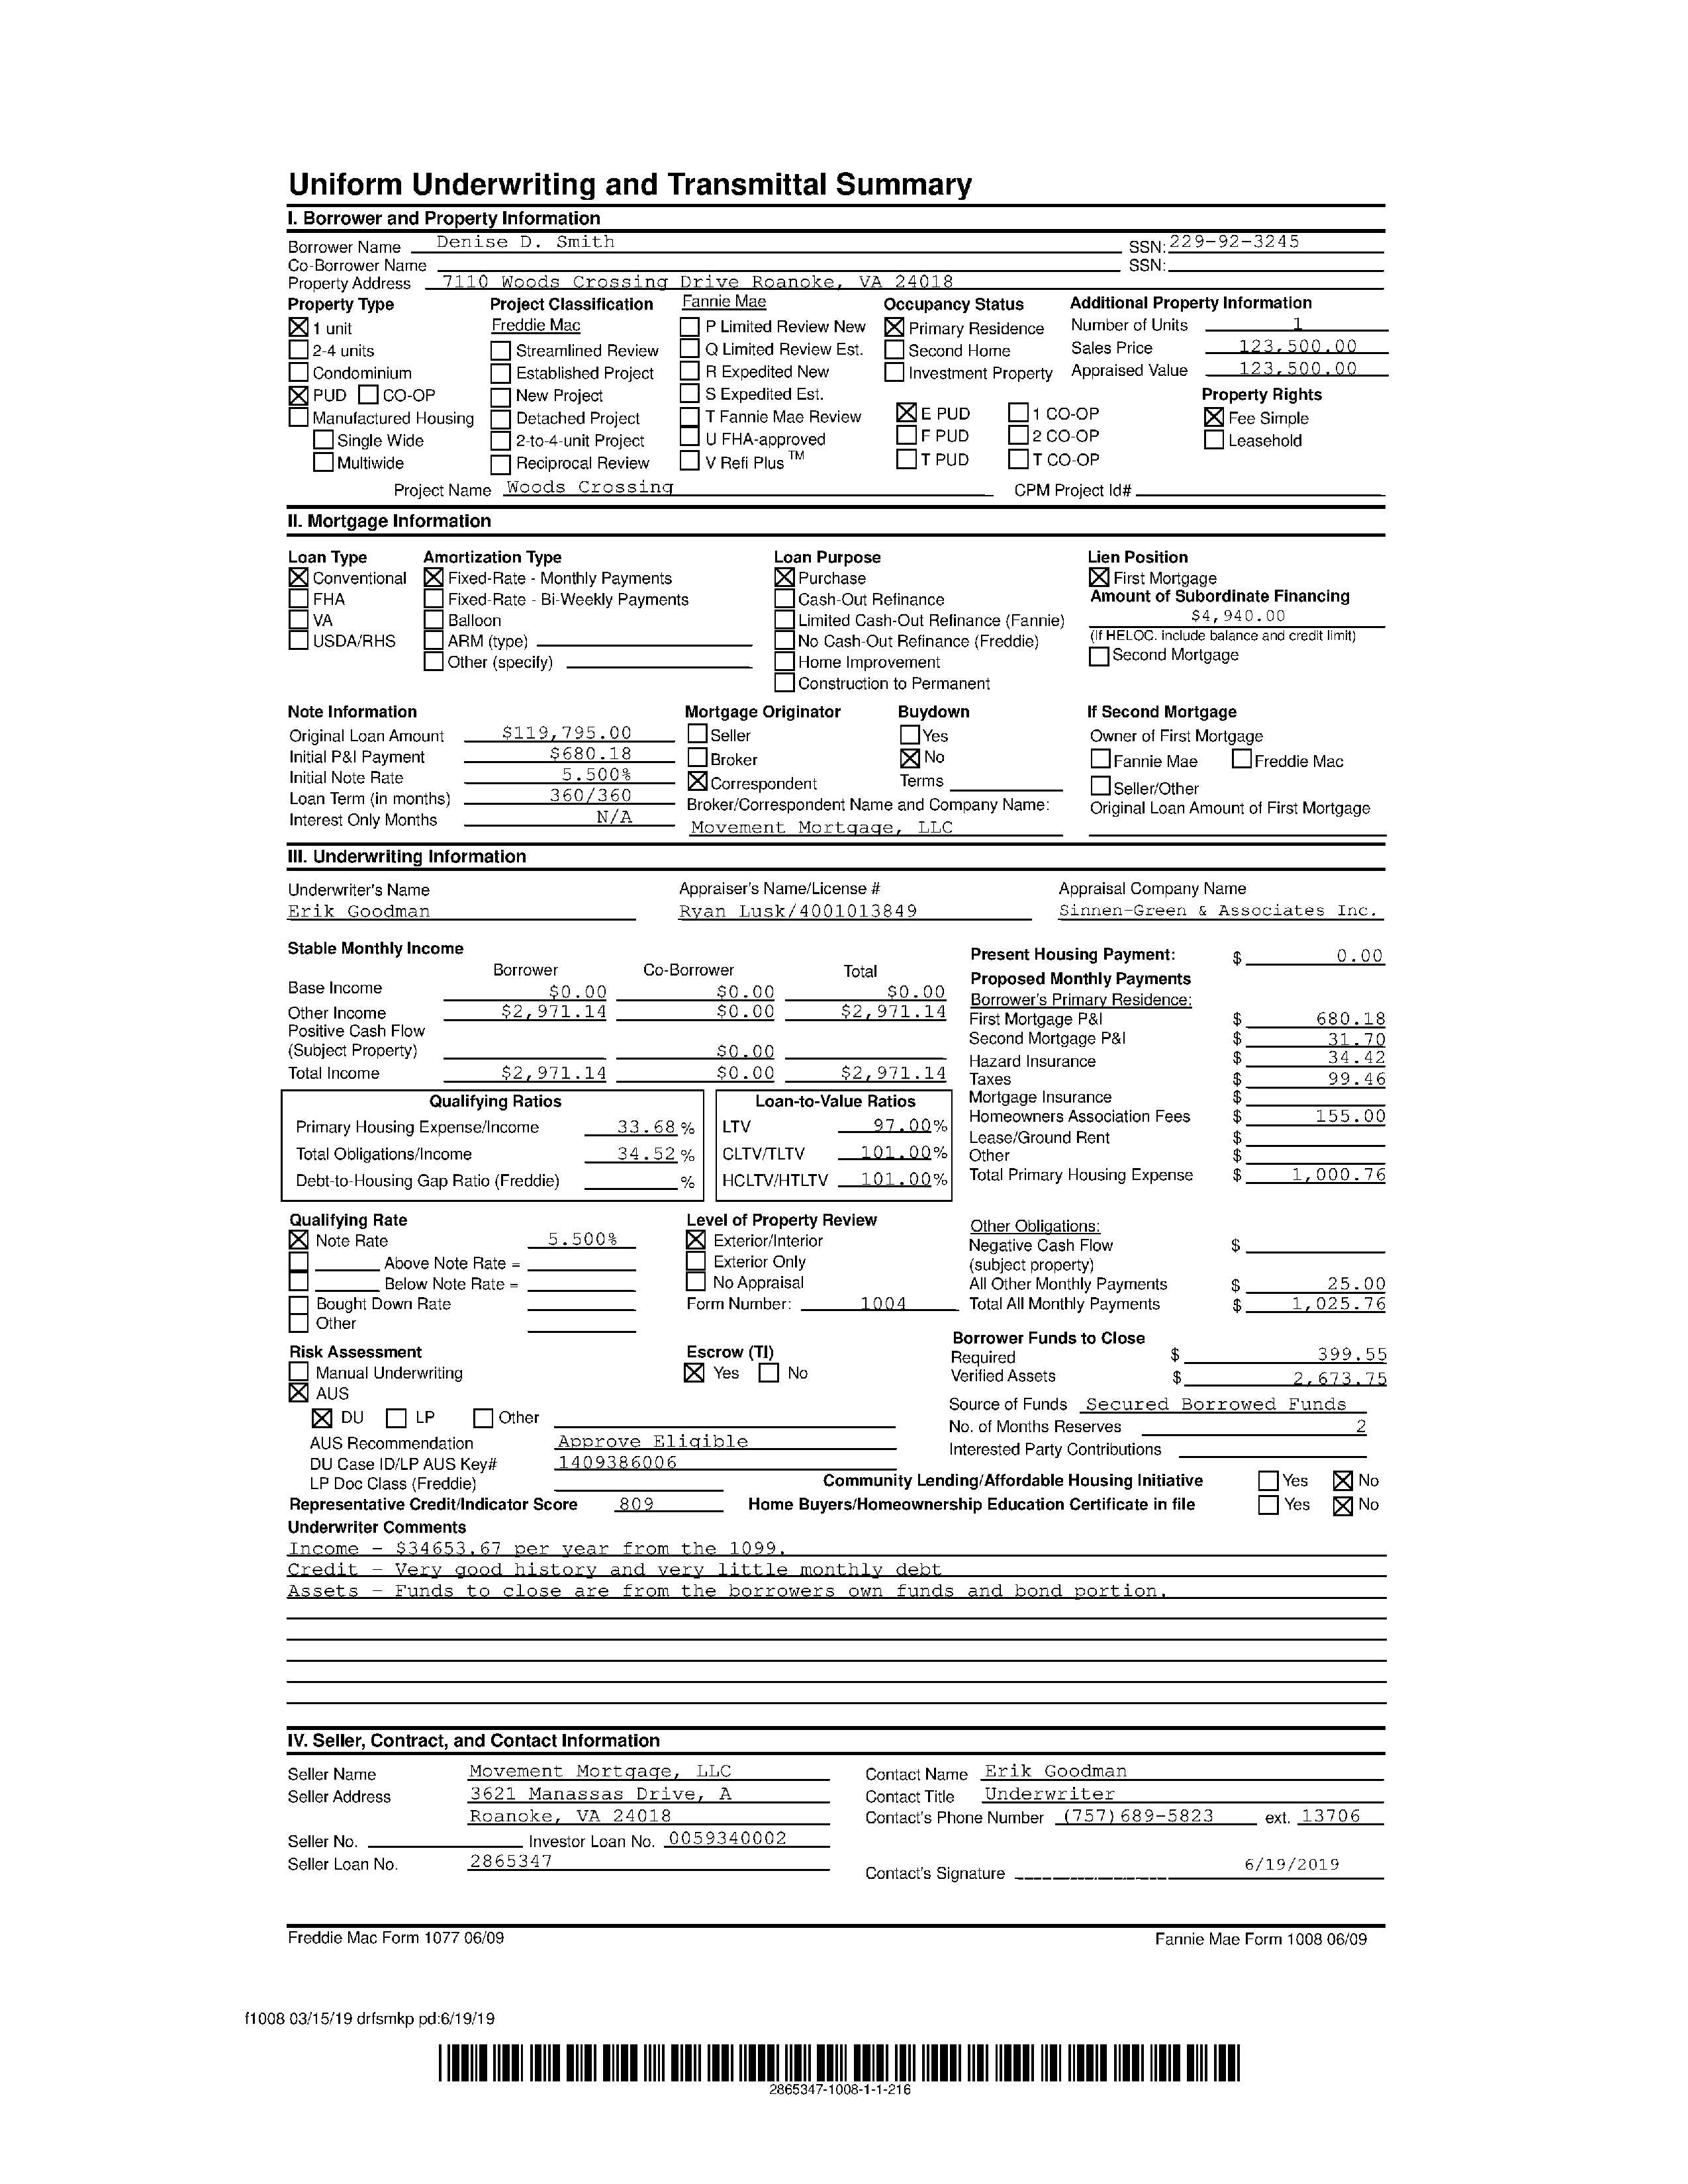 Uniform Underwriting and Transmittal Summary
I. Borrower and Property Information
Borrower Name Denise D. Smith SSN: 229-92-3245
Co-Borrower Name SSN:
Property Address 7110 Woods Crossing Drive Roanoke, VA 24018
Property Type Project Classification Fannie Mae Occupancy Status Additional Property Information
1 unit Freddie Mac P Limited Review New Primary Residence Number of Units 1
2-4 units Streamlined Review Q Limited Review Est. Second Home Sales Price 123,500.00
Condominium Established Project R Expedited New Investment Property Appraised Value 123,500.00
PUD CO-OP New Project S Expedited Est. Property Rights
Manufactured Housing Detached Project T Fannie Mae Review E PUD 1 CO-OP Fee Simple
Single Wide 2-to-4-unit Project U FHA-approved F PUD 2 CO-OP Leasehold
Multiwide Reciprocal Review V Refi Plus TM T PUD T CO-OP
Project Name Woods Crossing CPM Project Id#
II. Mortgage Information
Loan Type Amortization Type Loan Purpose Lien Position
Conventional Fixed-Rate - Monthly Payments Purchase First Mortgage
FHA Fixed-Rate - Bi-Weekly Payments Cash-Out Refinance Amount of Subordinate Financing
VA Balloon Limited Cash-Out Refinance (Fannie) $4,940.00
USDA/RHS ARM (type) No Cash-Out Refinance (Freddie) (If HELOC. include balance and credit limit)
Other (specify) Home Improvement Second Mortgage
Construction to Permanent
Note Information Mortgage Originator Buydown If Second Mortgage
Original Loan Amount $119,795.00 Seller Yes Owner of First Mortgage
Initial P&I Payment $680.18 Broker No Fannie Mae Freddie Mac
Initial Note Rate 5.500% Correspondent Terms Seller/Other
Loan Term (in months) 360/360 Broker/Correspondent Name and Company Name: Original Loan Amount of First Mortgage
Interest Only Months N/A Movement Mortgage, LLC
III. Underwriting Information
Underwriter's Name Appraiser's Name/License # Appraisal Company Name
Erik Goodman Ryan Lusk/4001013849 Sinnen-Green & Associates Inc.
Stable Monthly Income Present Housing Payment: $ 0.00
Borrower Co-Borrower Total Proposed Monthly Payments
Base Income $0.00 $0.00 $0.00 Borrower's Primary Residence:
Other Income $2,971.14 $0.00 $2,971.14 First Mortgage P&I $ 680.18
Positive Cash Flow Second Mortgage P&I $ 31.70
(Subject Property) $0.00 Hazard Insurance $ 34.42
Total Income $2,971.14 $0.00 $2,971.14 Taxes $ 99.46
Qualifying Ratios Loan-to-Value Ratios Mortgage Insurance $
Primary Housing Expense/Income 33.68 % LTV 97.00% Homeowners Association Fees $ 155.00
Lease/Ground Rent $
Total Obligations/Income 34.52 % CLTV/TLTV 101.00% Other $
Debt-to-Housing Gap Ratio (Freddie) % HCLTV/HTLTV 101.00% Total Primary Housing Expense $ 1,000.76
Qualifying Rate Level of Property Review Other Obligations:
Note Rate 5.500% Exterior/Interior Negative Cash Flow $
Above Note Rate = Exterior Only (subject property)
Below Note Rate = No Appraisal All Other Monthly Payments $ 25.00
Bought Down Rate Form Number: 1004 Total All Monthly Payments $ 1,025.76
Other
Borrower Funds to Close
Risk Assessment Escrow (TI) Required $ 399.55
Manual Underwriting Yes No Verified Assets $ 2,673.75
AUS
Source of Funds Secured Borrowed Funds
DU LP Other No. of Months Reserves 2
AUS Recommendation Approve Eligible Interested Party Contributions
DU Case ID/LP AUS Key# 1409386006
LP Doc Class (Freddie) Community Lending/Affordable Housing Initiative Yes No
Representative Credit/Indicator Score 809 Home Buyers/Homeownership Education Certificate in file Yes No
Underwriter Comments
Income - $34653.67 per year from the 1099.
Credit - Very good history and very little monthly debt
Assets - Funds to close are from the borrowers own funds and bond portion.
IV. Seller, Contract, and Contact Information
Seller Name Movement Mortgage, LLC Contact Name Erik Goodman
Seller Address 3621 Manassas Drive, A Contact Title Underwriter
Roanoke, VA 24018 Contact's Phone Number (757)689-5823 ext. 13706
Seller No. Investor Loan No. 0059340002
Seller Loan No. 2865347 Contact's Signature 6/19/2019
Freddie Mac Form 1077 06/09 Fannie Mae Form 1008 06/09
f1008 03/15/19 drfsmkp pd:6/19/19
2865347-1008-1-1-216